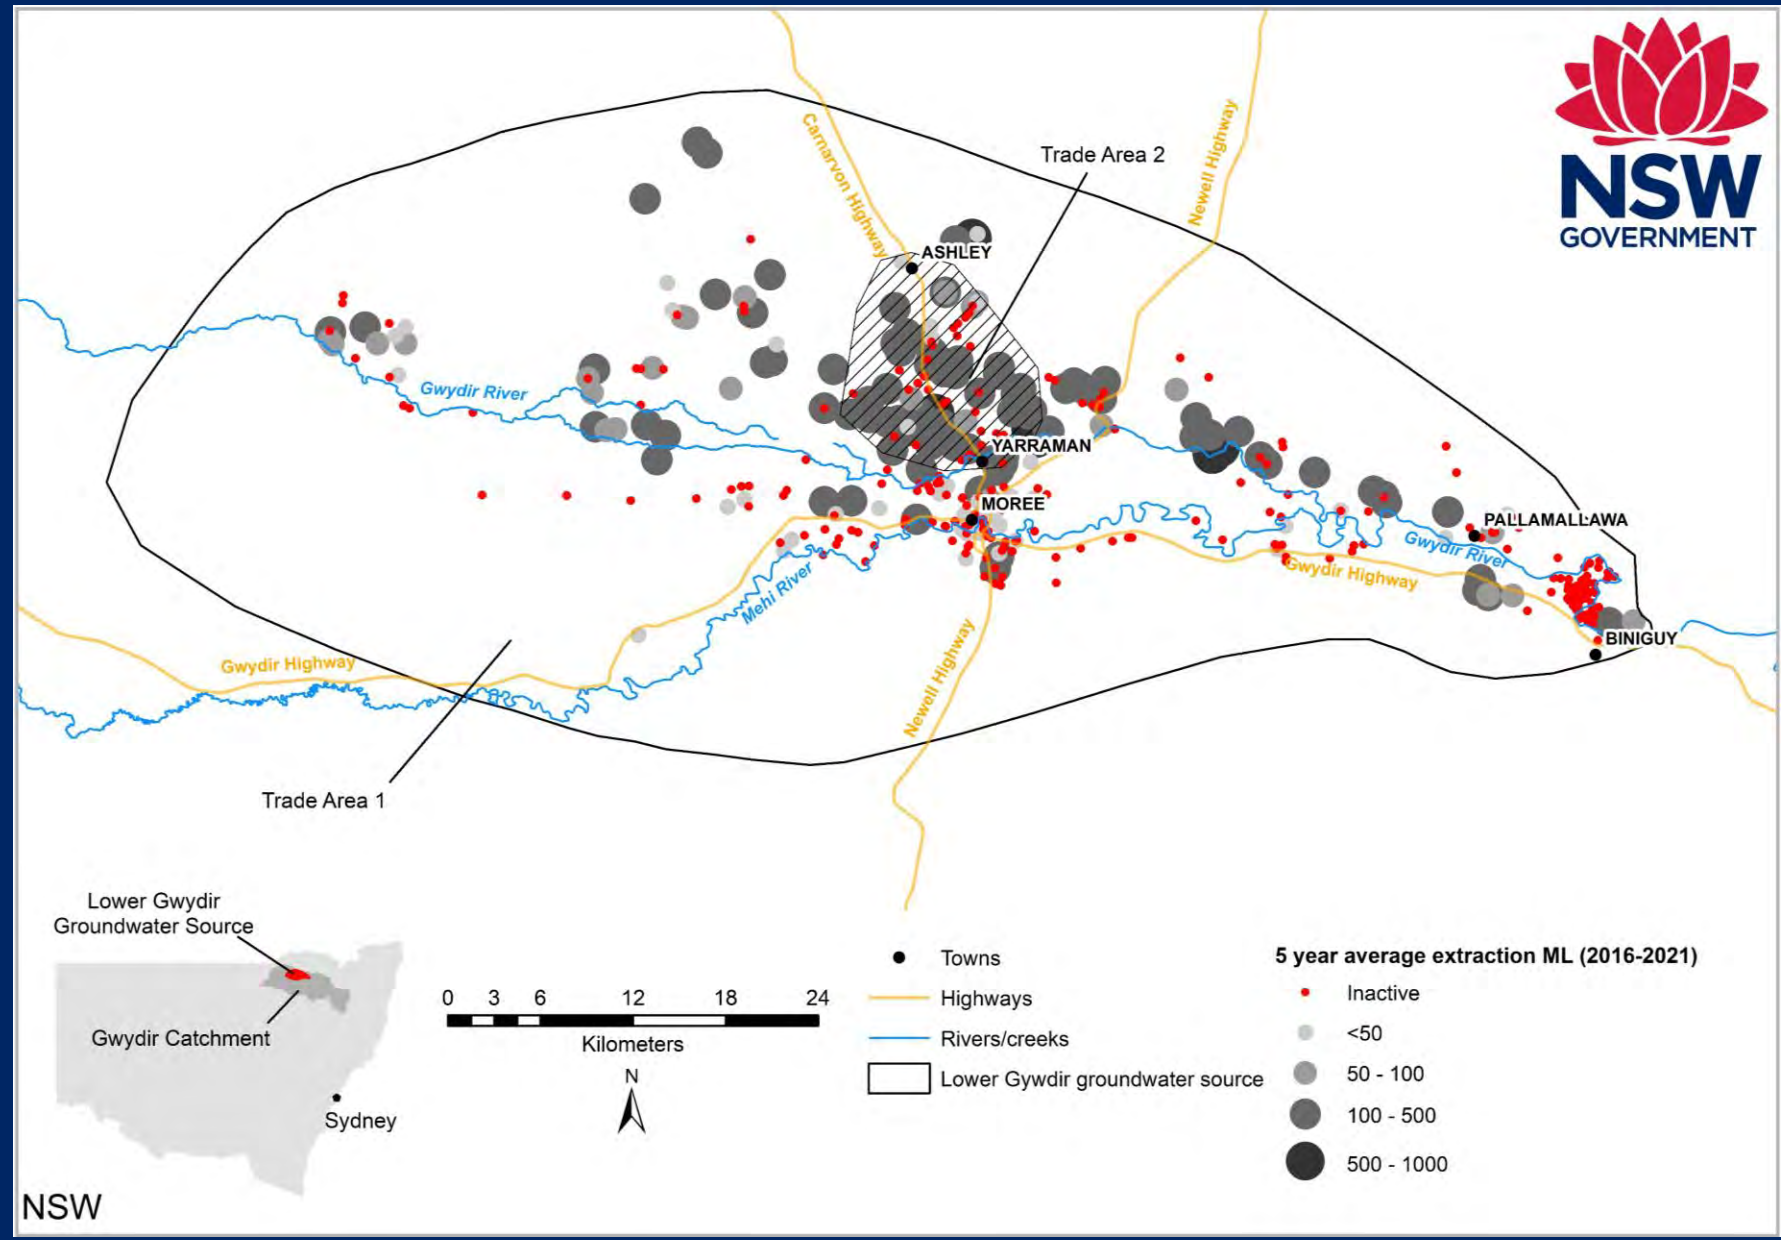 NSW
GOVERNMENT
Trade Area 2
Carnarvon Highway
Newell Highway
ASHLEY
Gwydir River
YARRAMAN
MOREE
PALLAMALLAWA
Gwydir River
Gwydir Highway
Mehi River
BINIGUY
Gwydir Highway
Newell Highway
Trade Area 1
Lower Gwydir
Groundwater Source
Gwydir Catchment
Sydney
NSW
0 3 6 12 18 24
Kilometers
N
Towns
Highways
Rivers/creeks
Lower Gywdir groundwater source
5 year average extraction ML (2016-2021)
Inactive
<50
50 - 100
100 - 500
500 - 1000